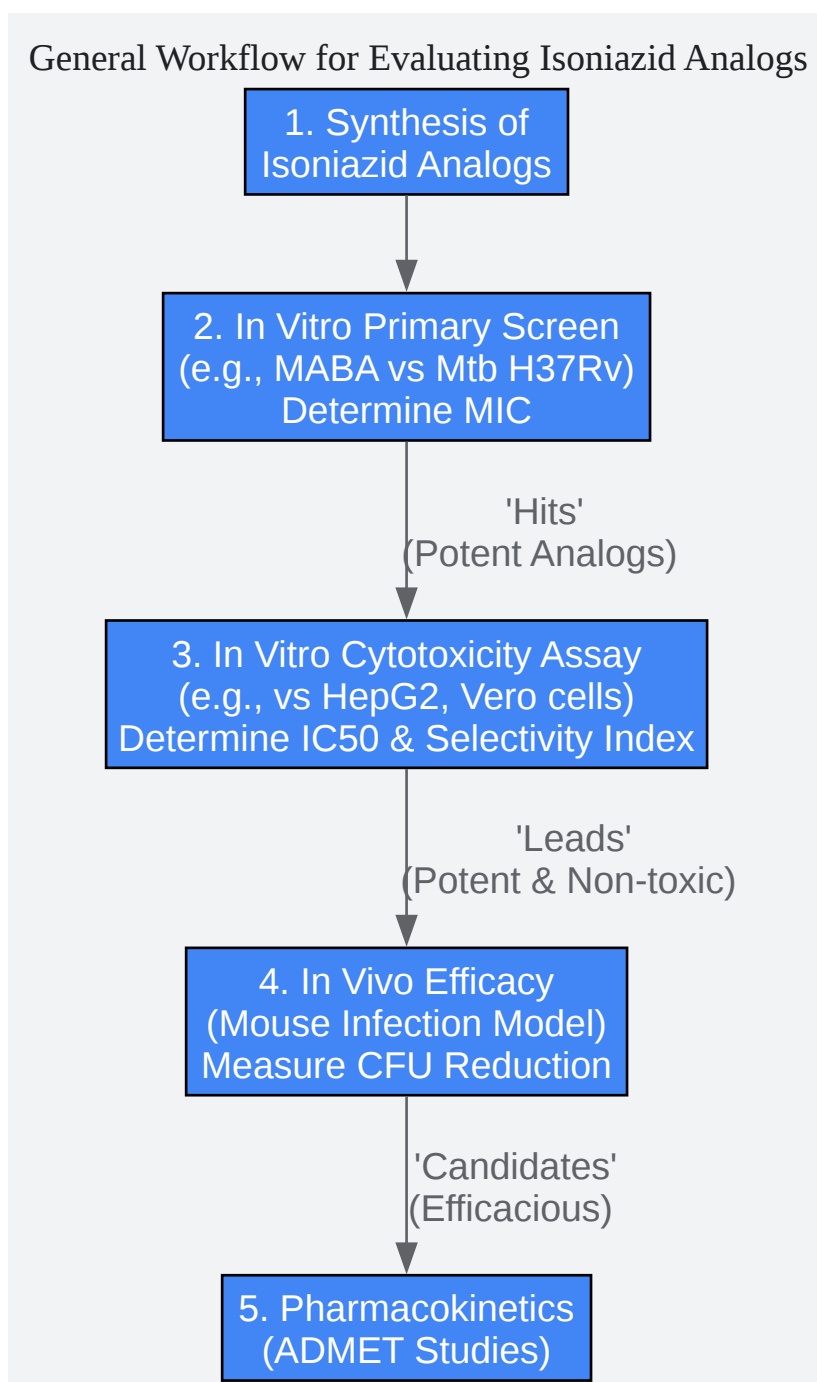 General Workflow for Evaluating Isoniazid Analogs
1. Synthesis of
Isoniazid Analogs
2. In Vitro Primary Screen
(e.g., MABA vs Mtb H37Rv)
Determine MIC
'Hits'
(Potent Analogs)
3. In Vitro Cytotoxicity Assay
(e.g., vs HepG2, Vero cells)
Determine IC50 & Selectivity Index
'Leads'
(Potent & Non-toxic)
4. In Vivo Efficacy
(Mouse Infection Model)
Measure CFU Reduction
'Candidates'
(Efficacious)
5. Pharmacokinetics
(ADMET Studies)